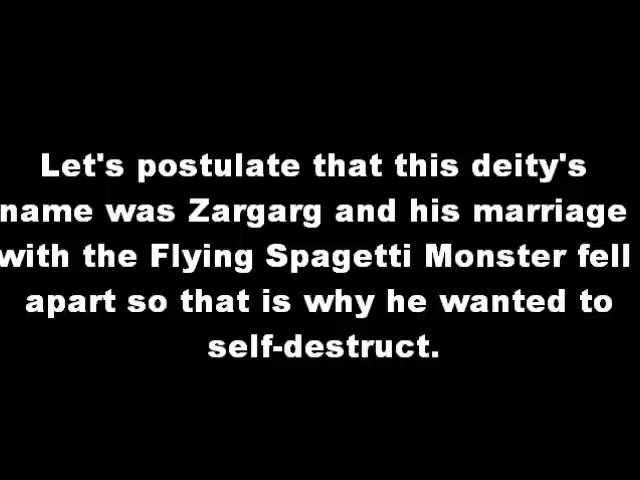 Let's postulate that this deity's
name was Zargarg and his marriage
with the Flying Spagetti Monster fell
apart so that is why he wanted to
self-destruct.